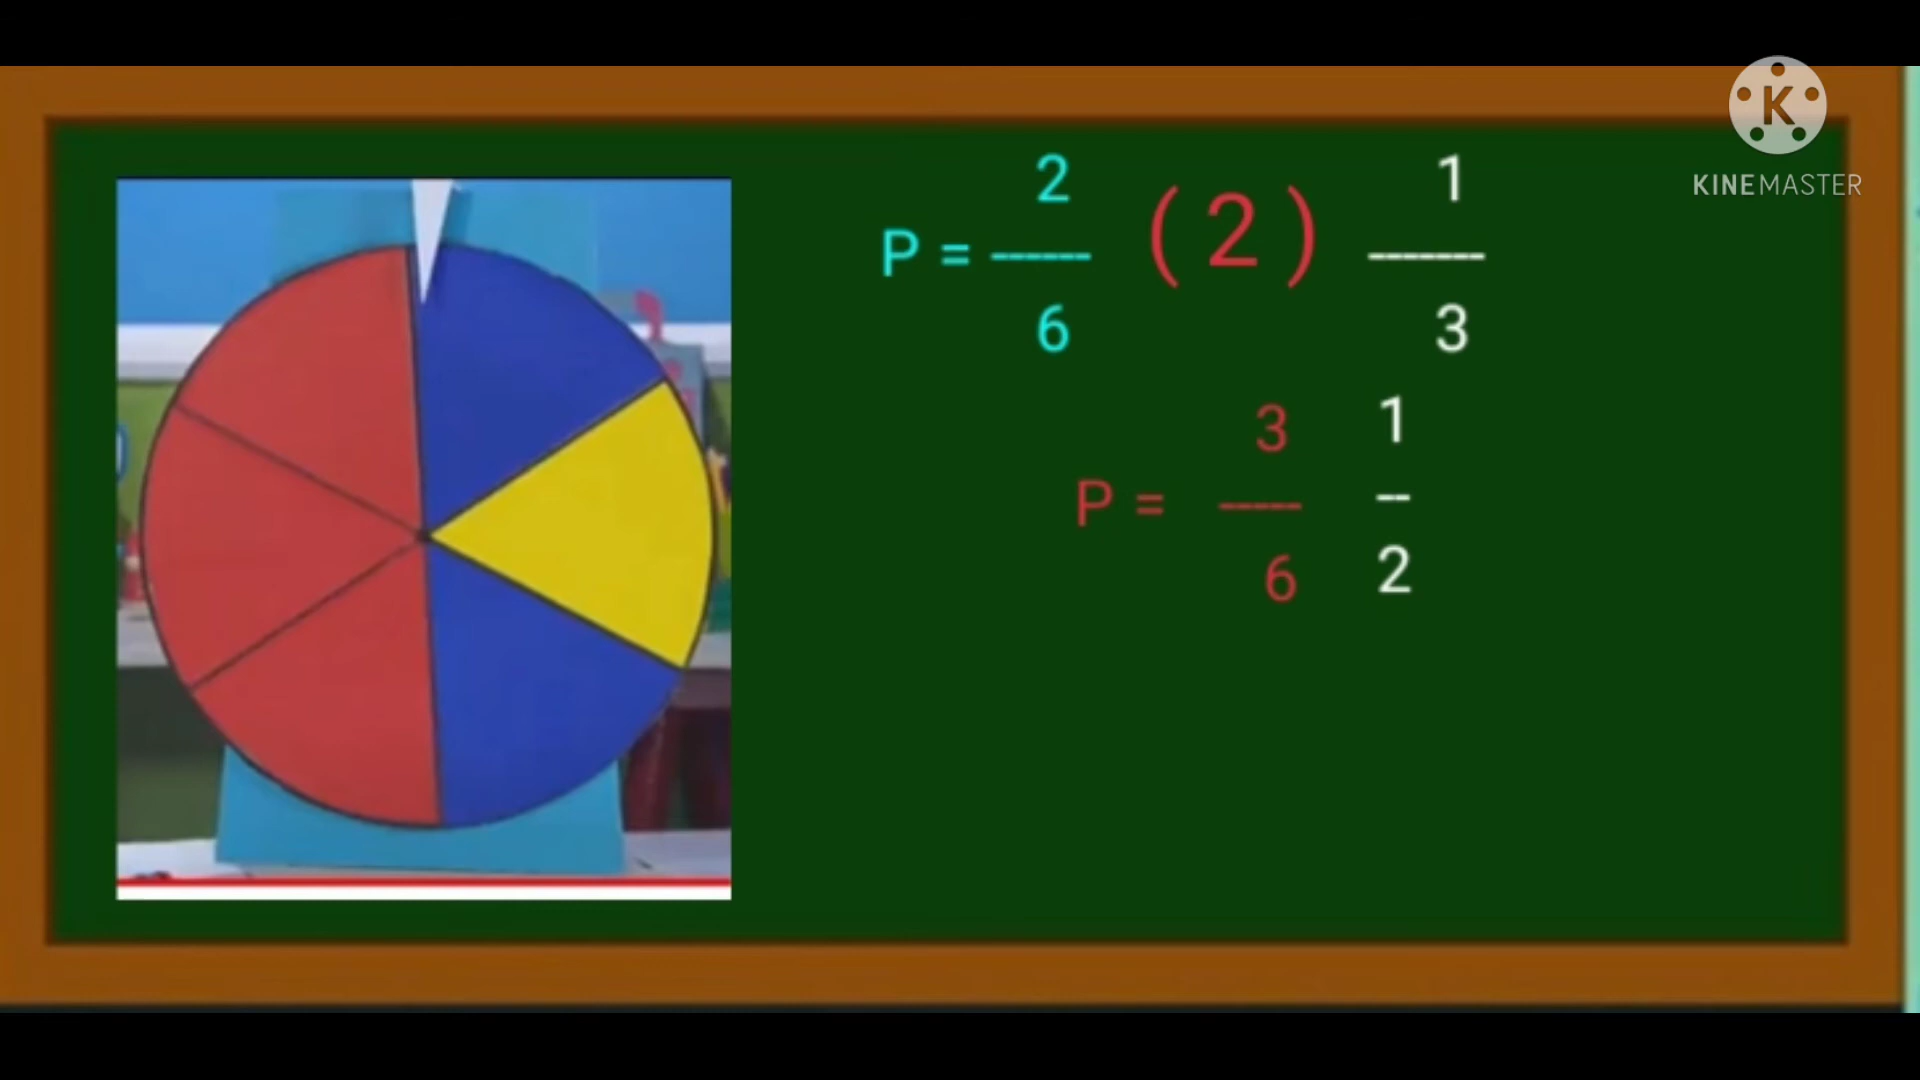 KINEMASTER
2 1
P = ------ ( 2 ) -------
6 3
3 1
P = ----- --
6 2